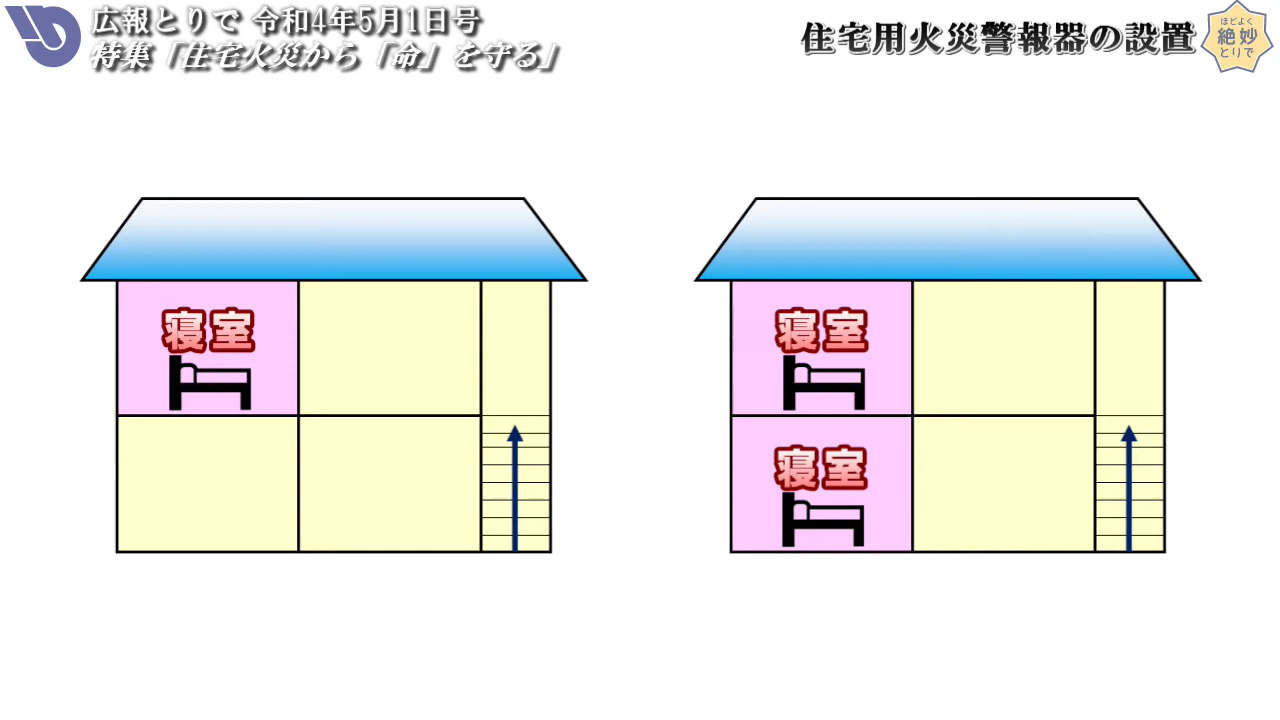 広報とりで 令和4年5月1日号
特集「住宅火災から「命」を守る」
住宅用火災警報器の設置
ほどよく
絶妙
とりで
寝室
寝室
寝室